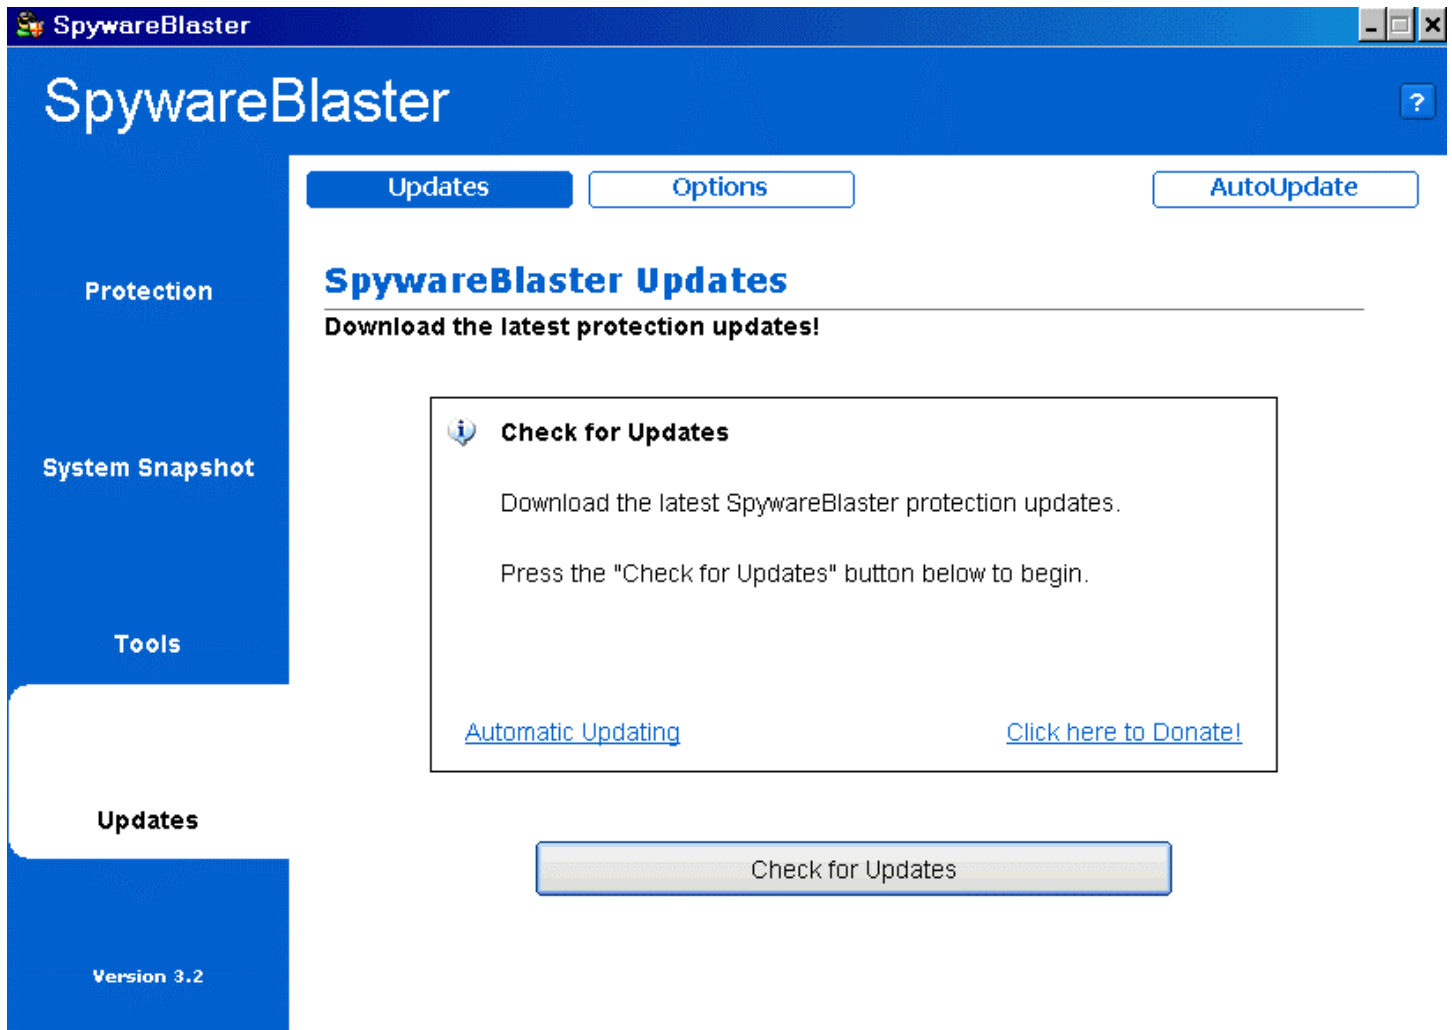 SpywareBlaster
SpywareBlaster
?
Updates
Options
AutoUpdate
Protection
System Snapshot
Tools
Updates
Version 3.2
SpywareBlaster Updates
Download the latest protection updates!
Check for Updates
Download the latest SpywareBlaster protection updates.
Press the "Check for Updates" button below to begin.
Automatic Updating
Click here to Donate!
Check for Updates